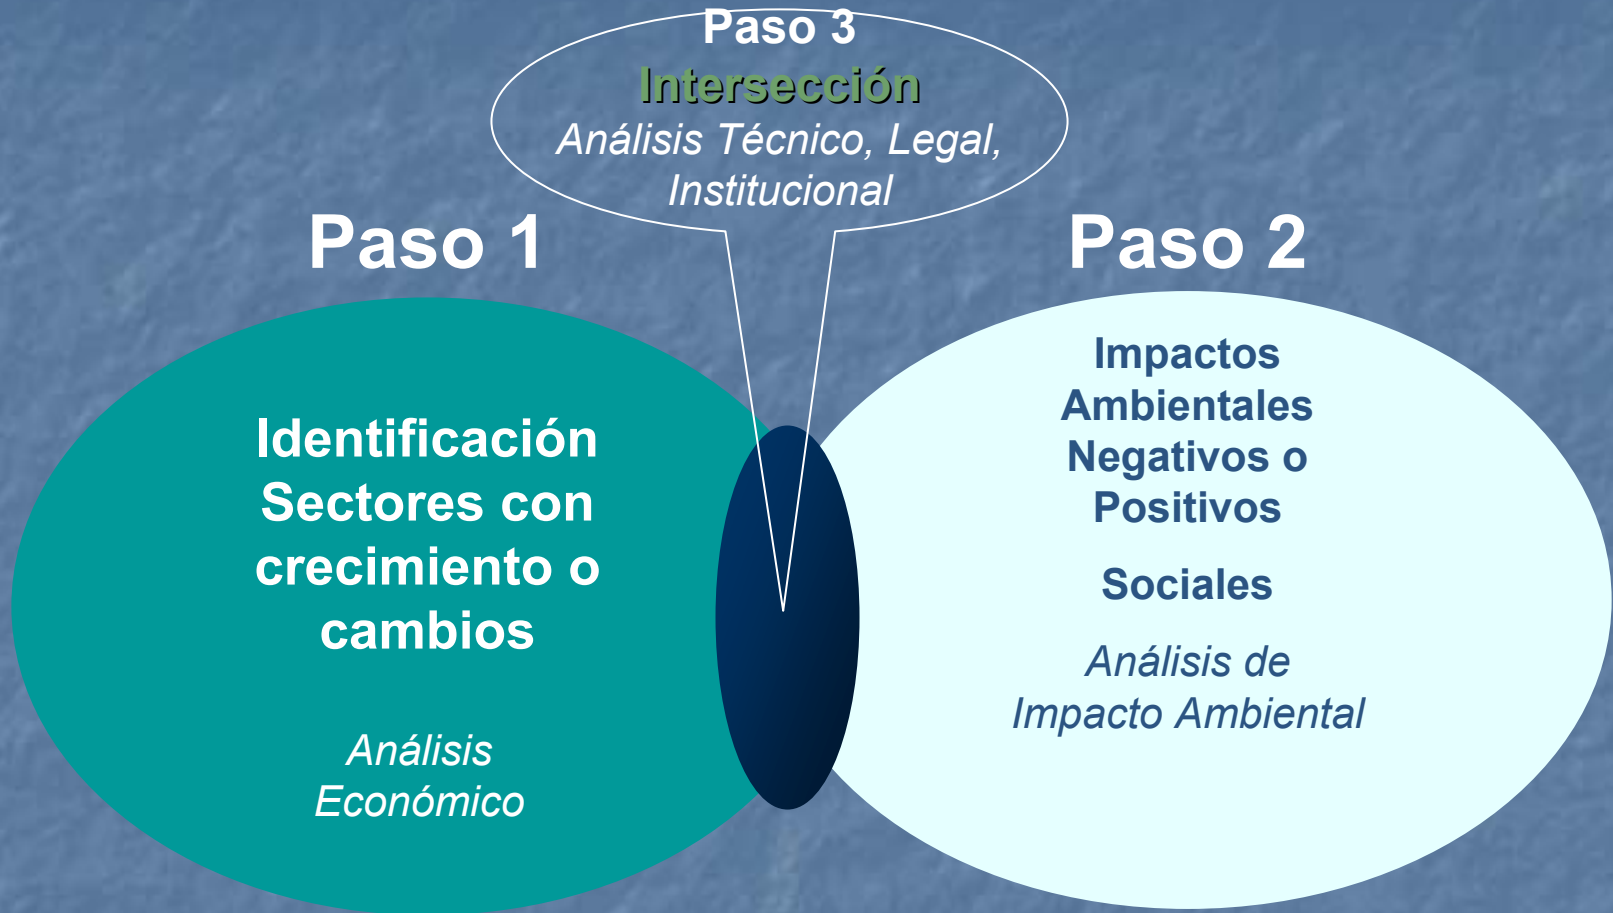 Paso 3
Intersección
Análisis Técnico, Legal,
Institucional
Paso 1
Identificación
Sectores con
crecimiento o
cambios
Análisis
Económico
Paso 2
Impactos
Ambientales
Negativos o
Positivos
Sociales
Análisis de
Impacto Ambiental